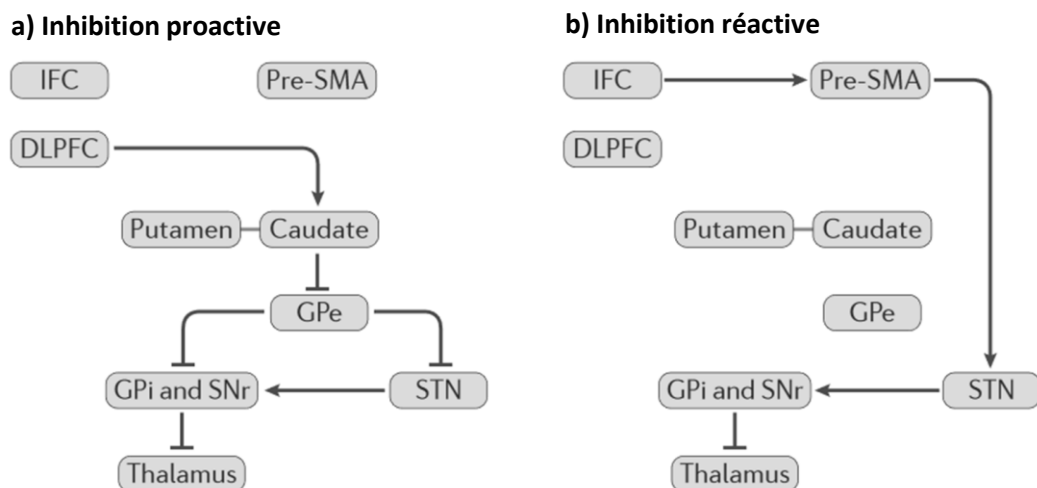 a) Inhibition proactive
IFC
Pre-SMA
DLPFC
Putamen
Caudate
GPe
GPi and SNr
STN
Thalamus
b) Inhibition réactive
IFC
Pre-SMA
DLPFC
Putamen
Caudate
GPe
GPi and SNr
STN
Thalamus